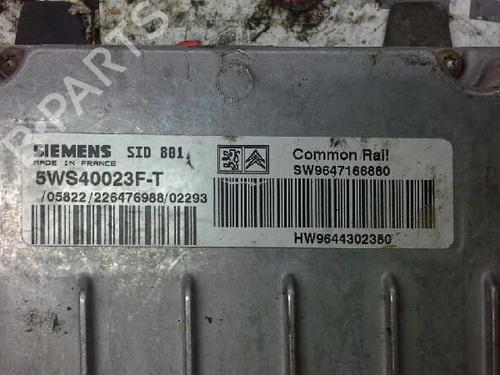 B-PARTS
SIEMENS SID 801
MADE IN FRANCE
5WS40023F-T
/05822/226476988/02293
Common Rail
SW9647166880
HW9644302380